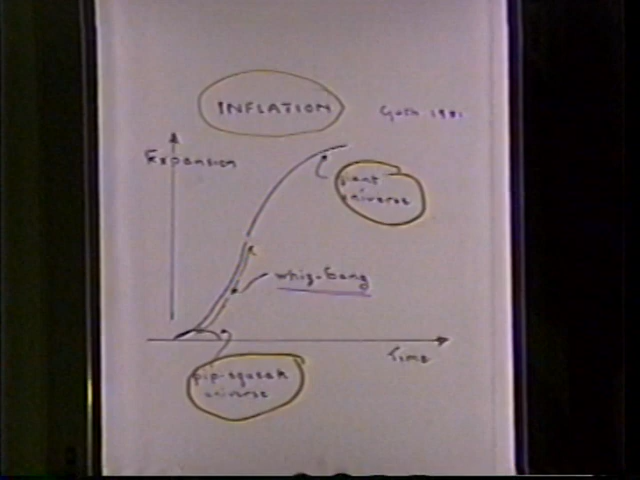 INFLATION
Guth 1981
Expansion
giant
universe
whiz-bang
Time
pip-squeak
universe